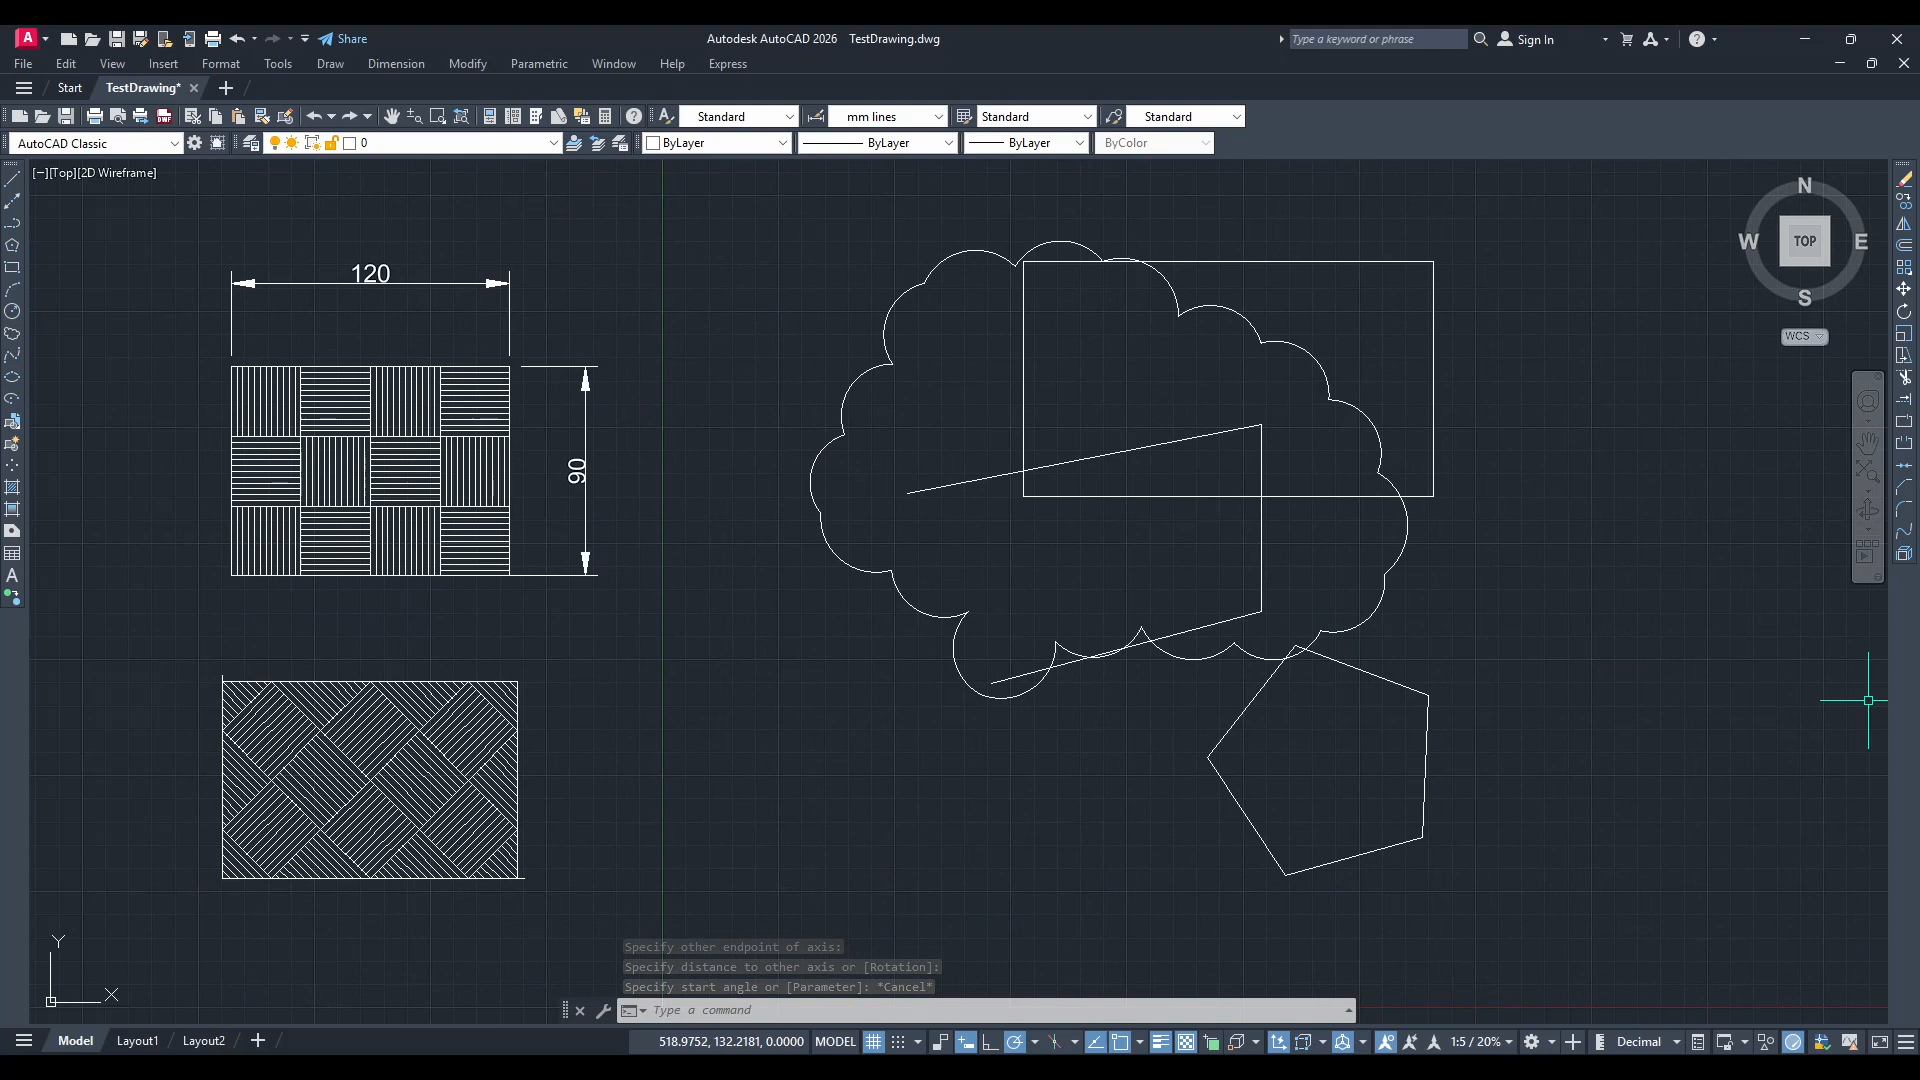 A Share Autodesk AutoCAD 2026 TestDrawing.dwg Type a keyword or phrase Sign In
File Edit View Insert Format Tools Draw Dimension Modify Parametric Window Help Express
Start TestDrawing*
Standard mm lines Standard Standard
AutoCAD Classic 0 ByLayer ByLayer ByLayer ByColor
[−][Top][2D Wireframe]
N
W TOP E
S
WCS
120
90
A
Y
X
Specify other endpoint of axis:
Specify distance to other axis or [Rotation]:
Specify start angle or [Parameter]: *Cancel*
Type a command
Model Layout1 Layout2 518.9752, 132.2181, 0.0000 MODEL 1:5 / 20% Decimal